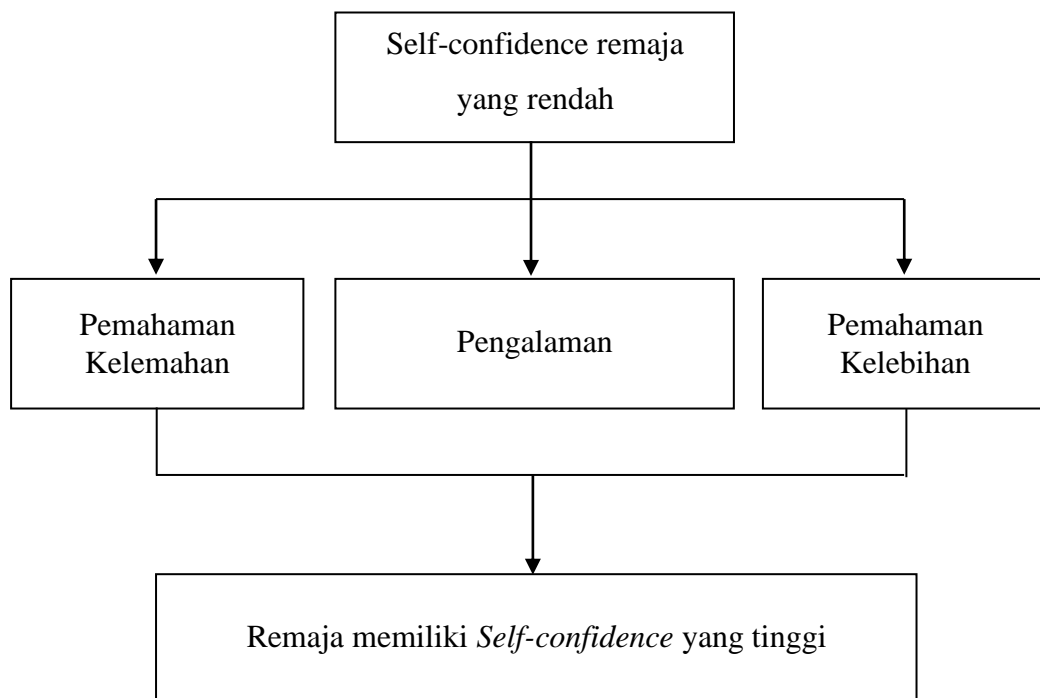 Self-confidence remaja
yang rendah
Pemahaman
Kelemahan
Pengalaman
Pemahaman
Kelebihan
Remaja memiliki Self-confidence yang tinggi